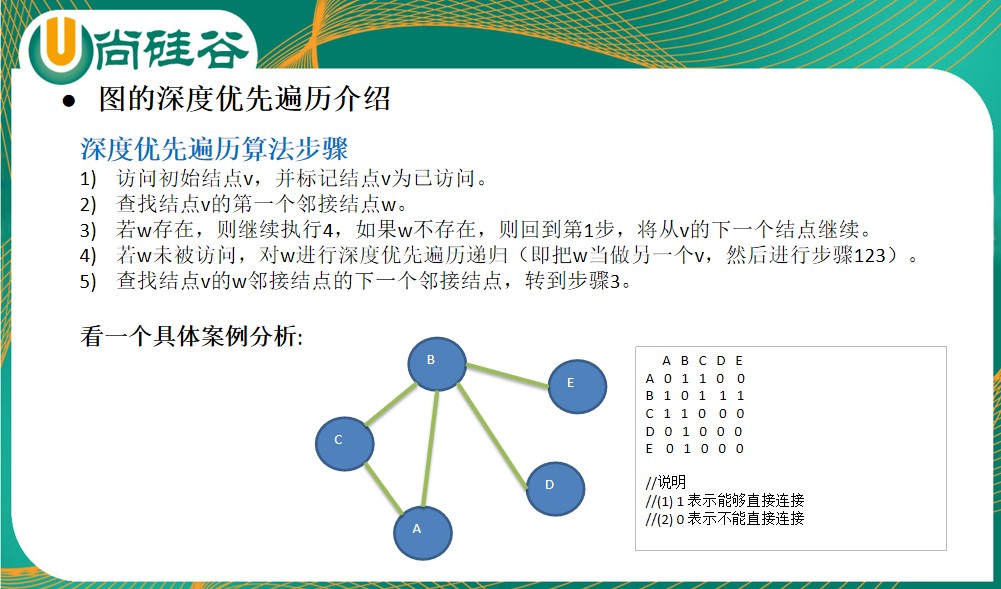 尚硅谷
● 图的深度优先遍历介绍
深度优先遍历算法步骤
1) 访问初始结点v，并标记结点v为已访问。
2) 查找结点v的第一个邻接结点w。
3) 若w存在，则继续执行4，如果w不存在，则回到第1步，将从v的下一个结点继续。
4) 若w未被访问，对w进行深度优先遍历递归（即把w当做另一个v，然后进行步骤123）。
5) 查找结点v的w邻接结点的下一个邻接结点，转到步骤3。
看一个具体案例分析:
B
E
C
D
A
A B C D E
A 0 1 1 0 0
B 1 0 1 1 1
C 1 1 0 0 0
D 0 1 0 0 0
E 0 1 0 0 0
//说明
//(1) 1 表示能够直接连接
//(2) 0 表示不能直接连接